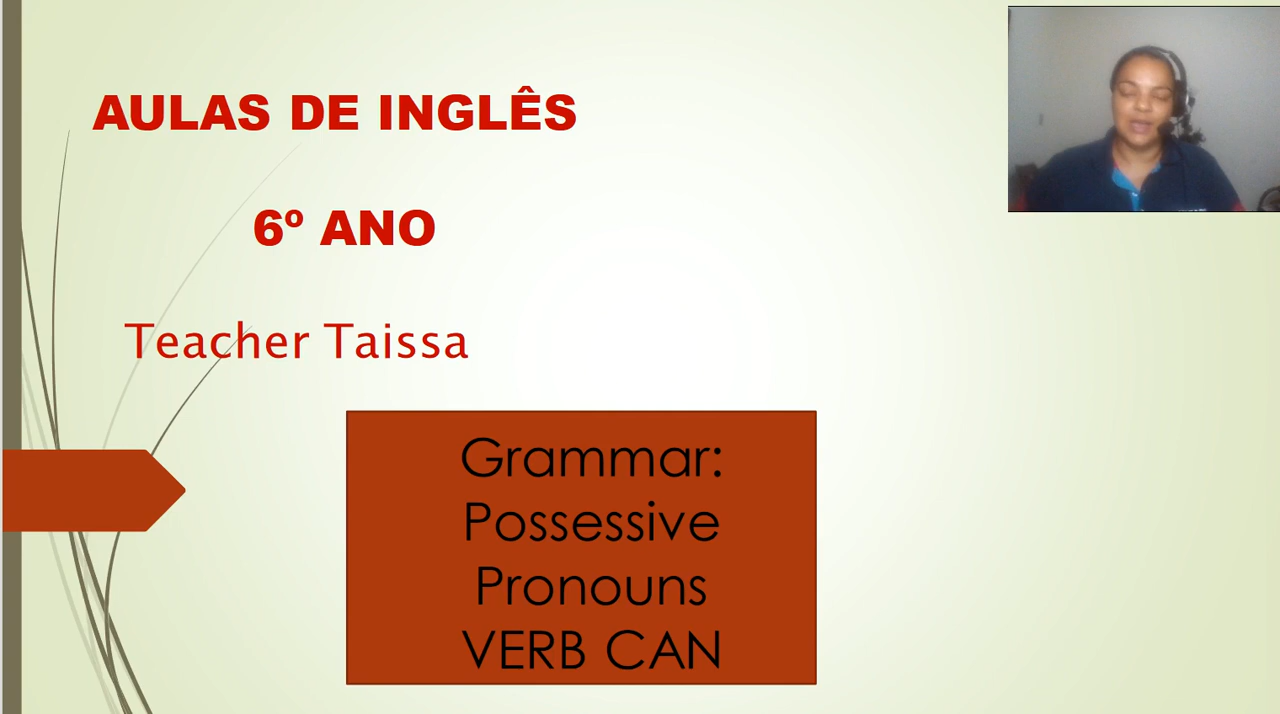 AULAS DE INGLÊS
6º ANO
Teacher Taissa
Grammar:
Possessive
Pronouns
VERB CAN